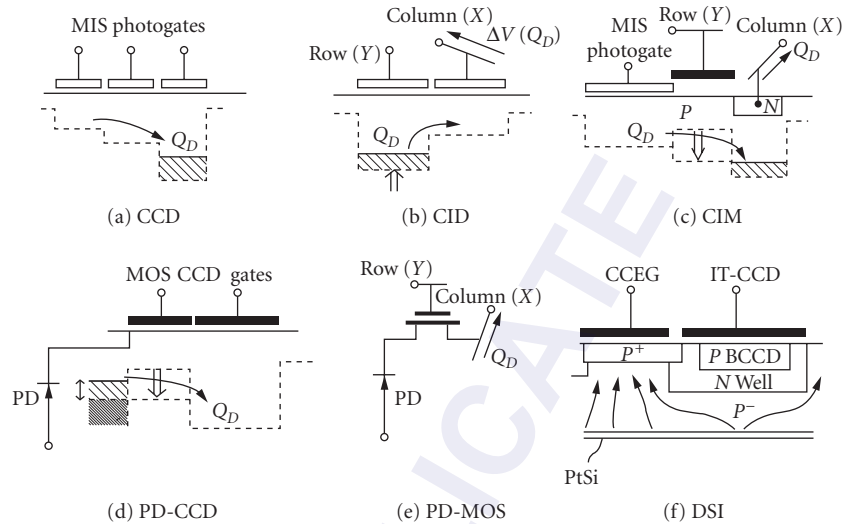 MIS photogates
Q_D
(a) CCD
Column (X)
Row (Y)
ΔV (Q_D)
Q_D
(b) CID
Row (Y)
Column (X)
MIS
photogate
Q_D
N
P
Q_D
(c) CIM
MOS CCD gates
PD
Q_D
(d) PD-CCD
Row (Y)
Column (X)
Q_D
PD
(e) PD-MOS
CCEG
IT-CCD
P⁺
P BCCD
N Well
P⁻
PtSi
(f) DSI
ICATE